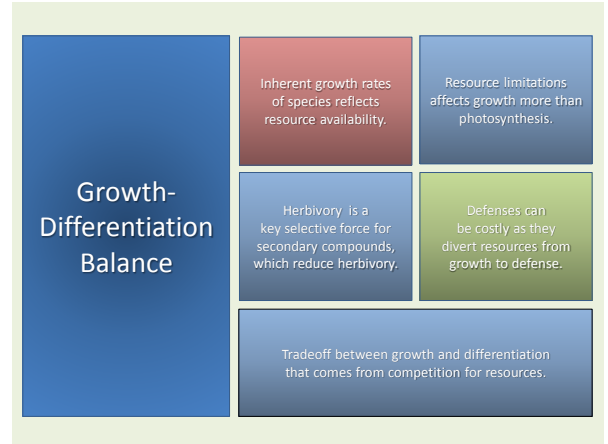 Growth-
Differentiation
Balance
Inherent growth rates
of species reflects
resource availability.
Resource limitations
affects growth more than
photosynthesis.
Herbivory is a
key selective force for
secondary compounds,
which reduce herbivory.
Defenses can
be costly as they
divert resources from
growth to defense.
Tradeoff between growth and differentiation
that comes from competition for resources.